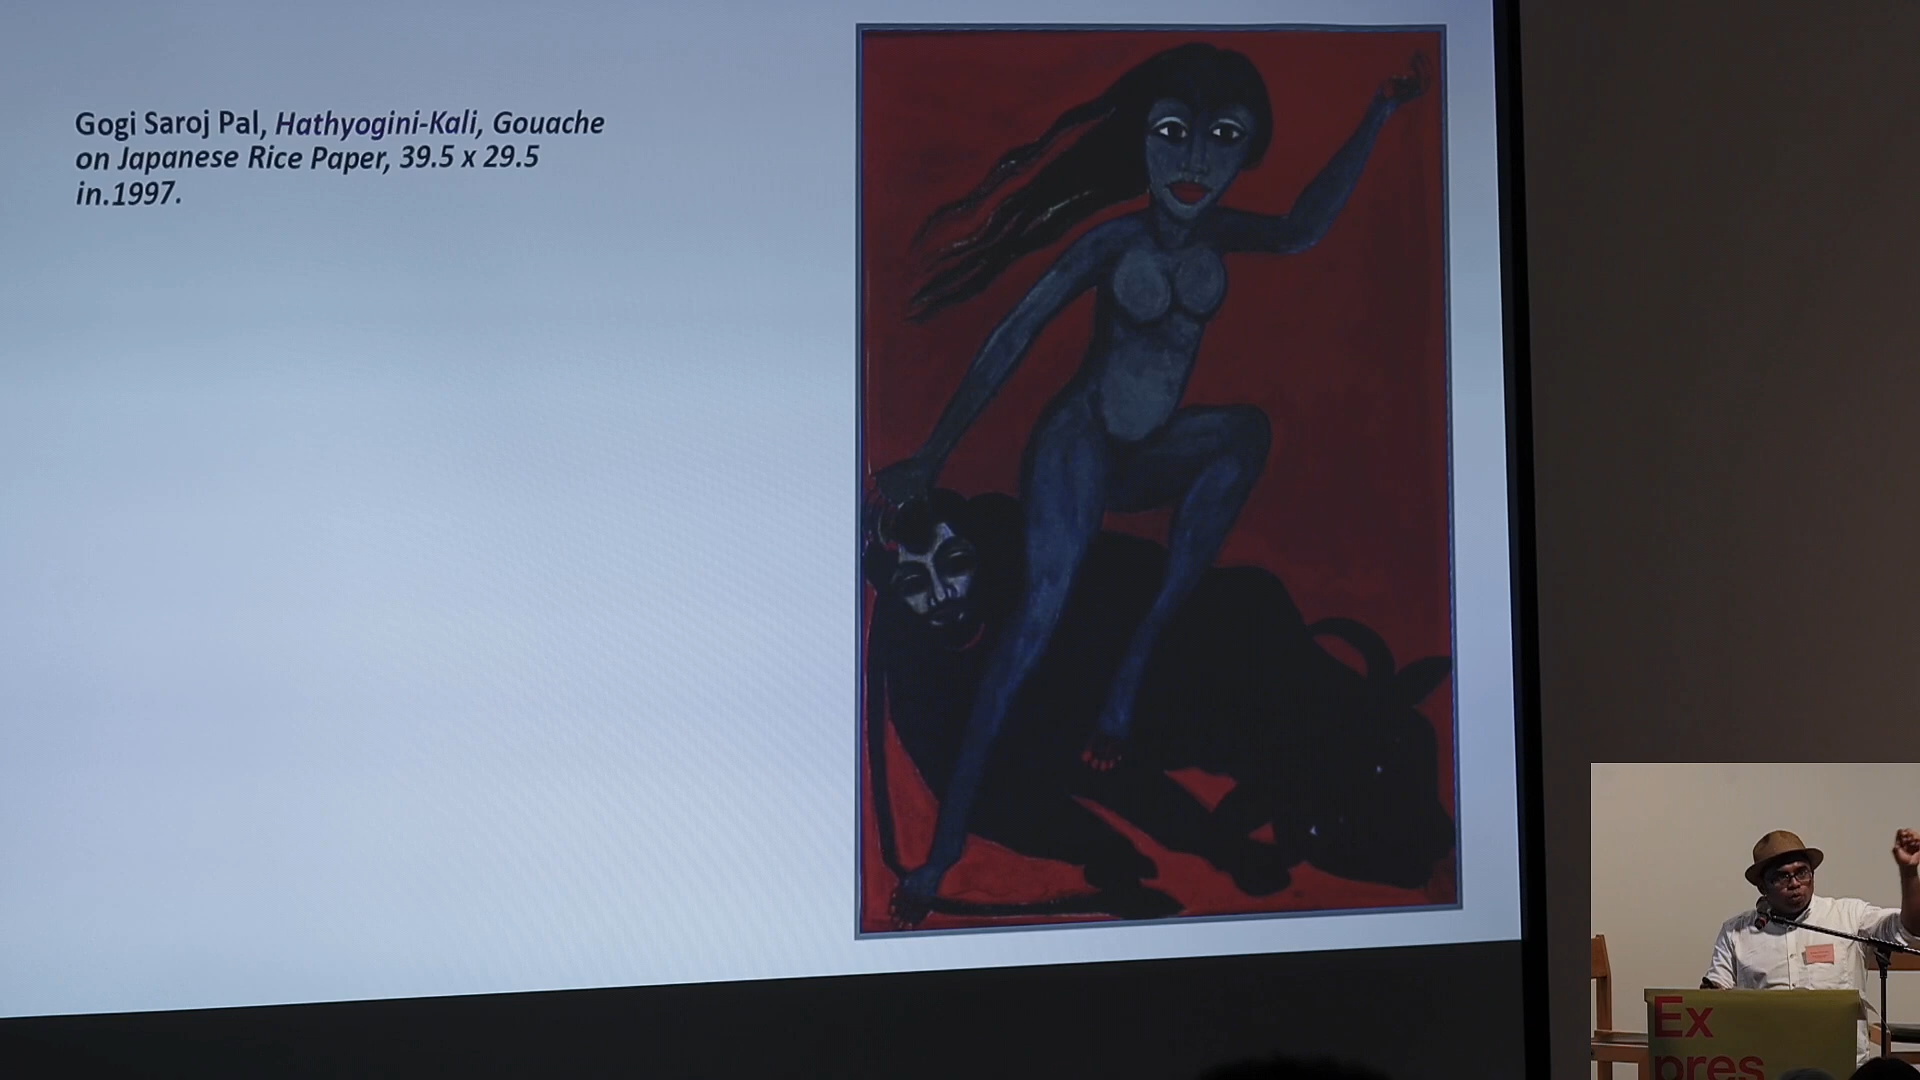 Gogi Saroj Pal, Hathyogini-Kali, Gouache
on Japanese Rice Paper, 39.5 x 29.5
in.1997.
Ex
pres